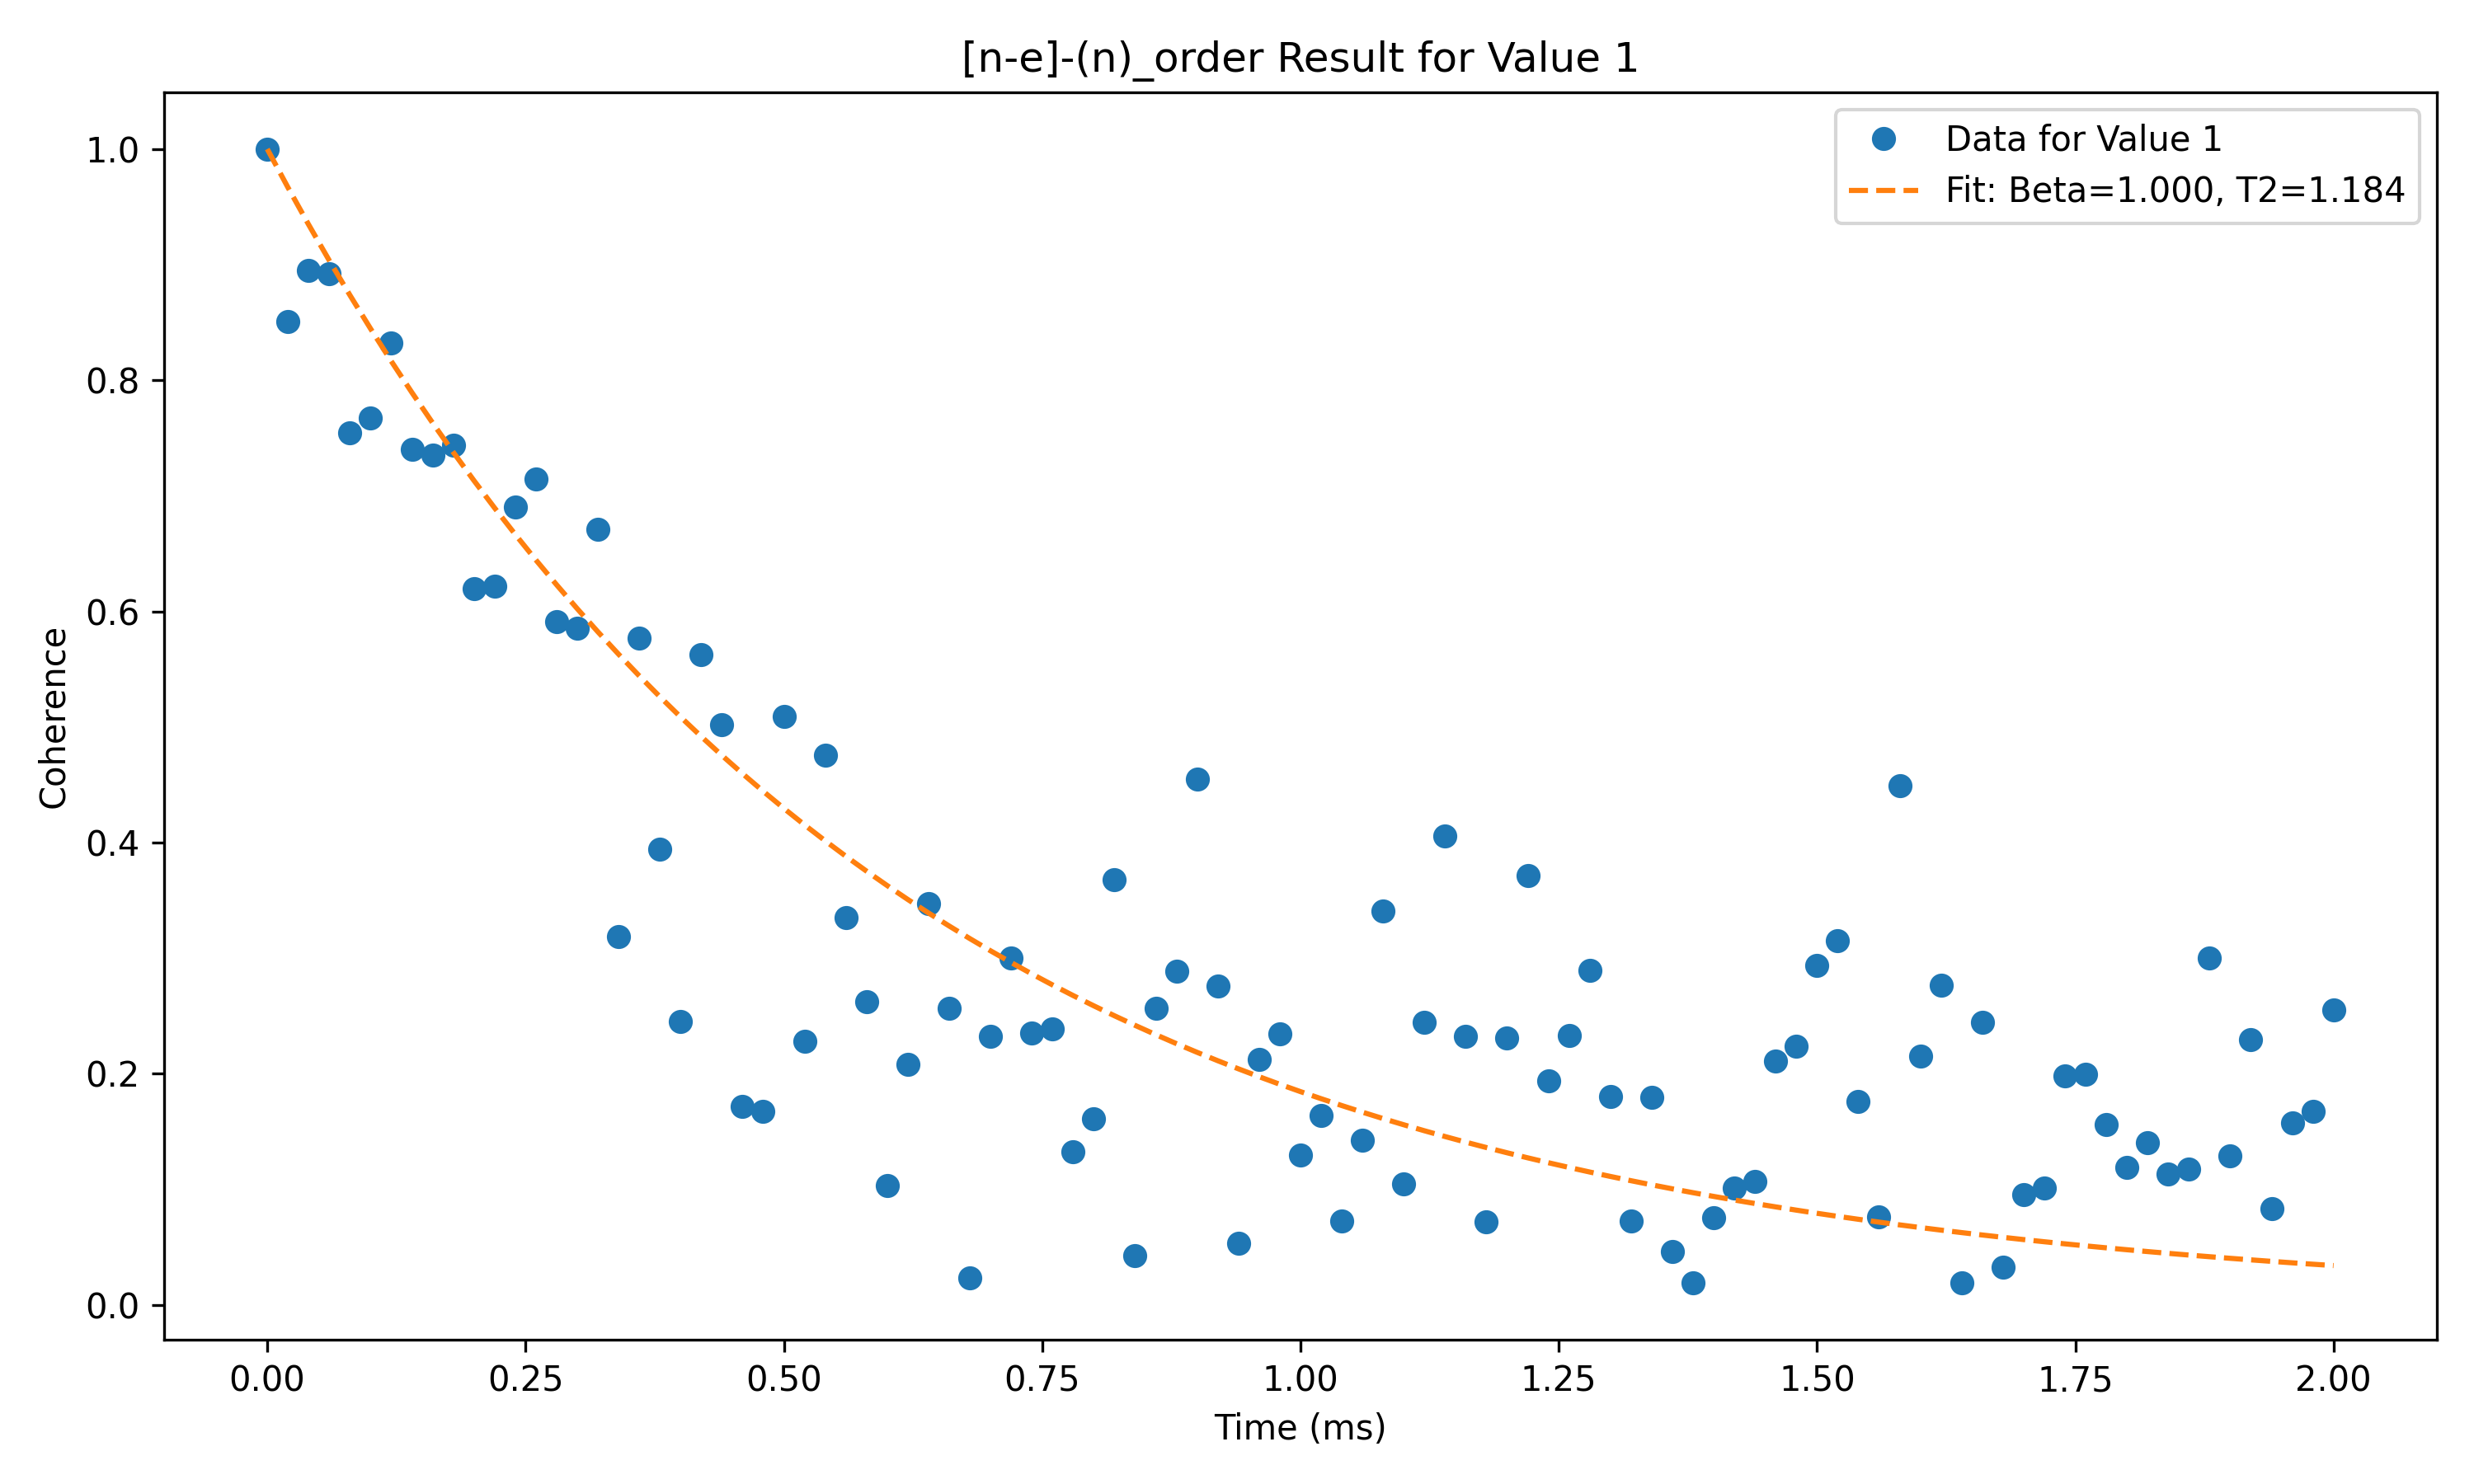 [n-e]-(n)_order Result for Value 1
Data for Value 1
Fit: Beta=1.000, T2=1.184
Coherence
1.0
0.8
0.6
0.4
0.2
0.0
0.00 0.25 0.50 0.75 1.00 1.25 1.50 1.75 2.00
Time (ms)